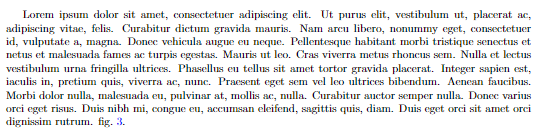 Lorem ipsum dolor sit amet, consectetuer adipiscing elit. Ut purus elit, vestibulum ut, placerat ac,
adipiscing vitae, felis. Curabitur dictum gravida mauris. Nam arcu libero, nonummy eget, consectetuer
id, vulputate a, magna. Donec vehicula augue eu neque. Pellentesque habitant morbi tristique senectus et
netus et malesuada fames ac turpis egestas. Mauris ut leo. Cras viverra metus rhoncus sem. Nulla et lectus
vestibulum urna fringilla ultrices. Phasellus eu tellus sit amet tortor gravida placerat. Integer sapien est,
iaculis in, pretium quis, viverra ac, nunc. Praesent eget sem vel leo ultrices bibendum. Aenean faucibus.
Morbi dolor nulla, malesuada eu, pulvinar at, mollis ac, nulla. Curabitur auctor semper nulla. Donec varius
orci eget risus. Duis nibh mi, congue eu, accumsan eleifend, sagittis quis, diam. Duis eget orci sit amet orci
dignissim rutrum. fig. 3.